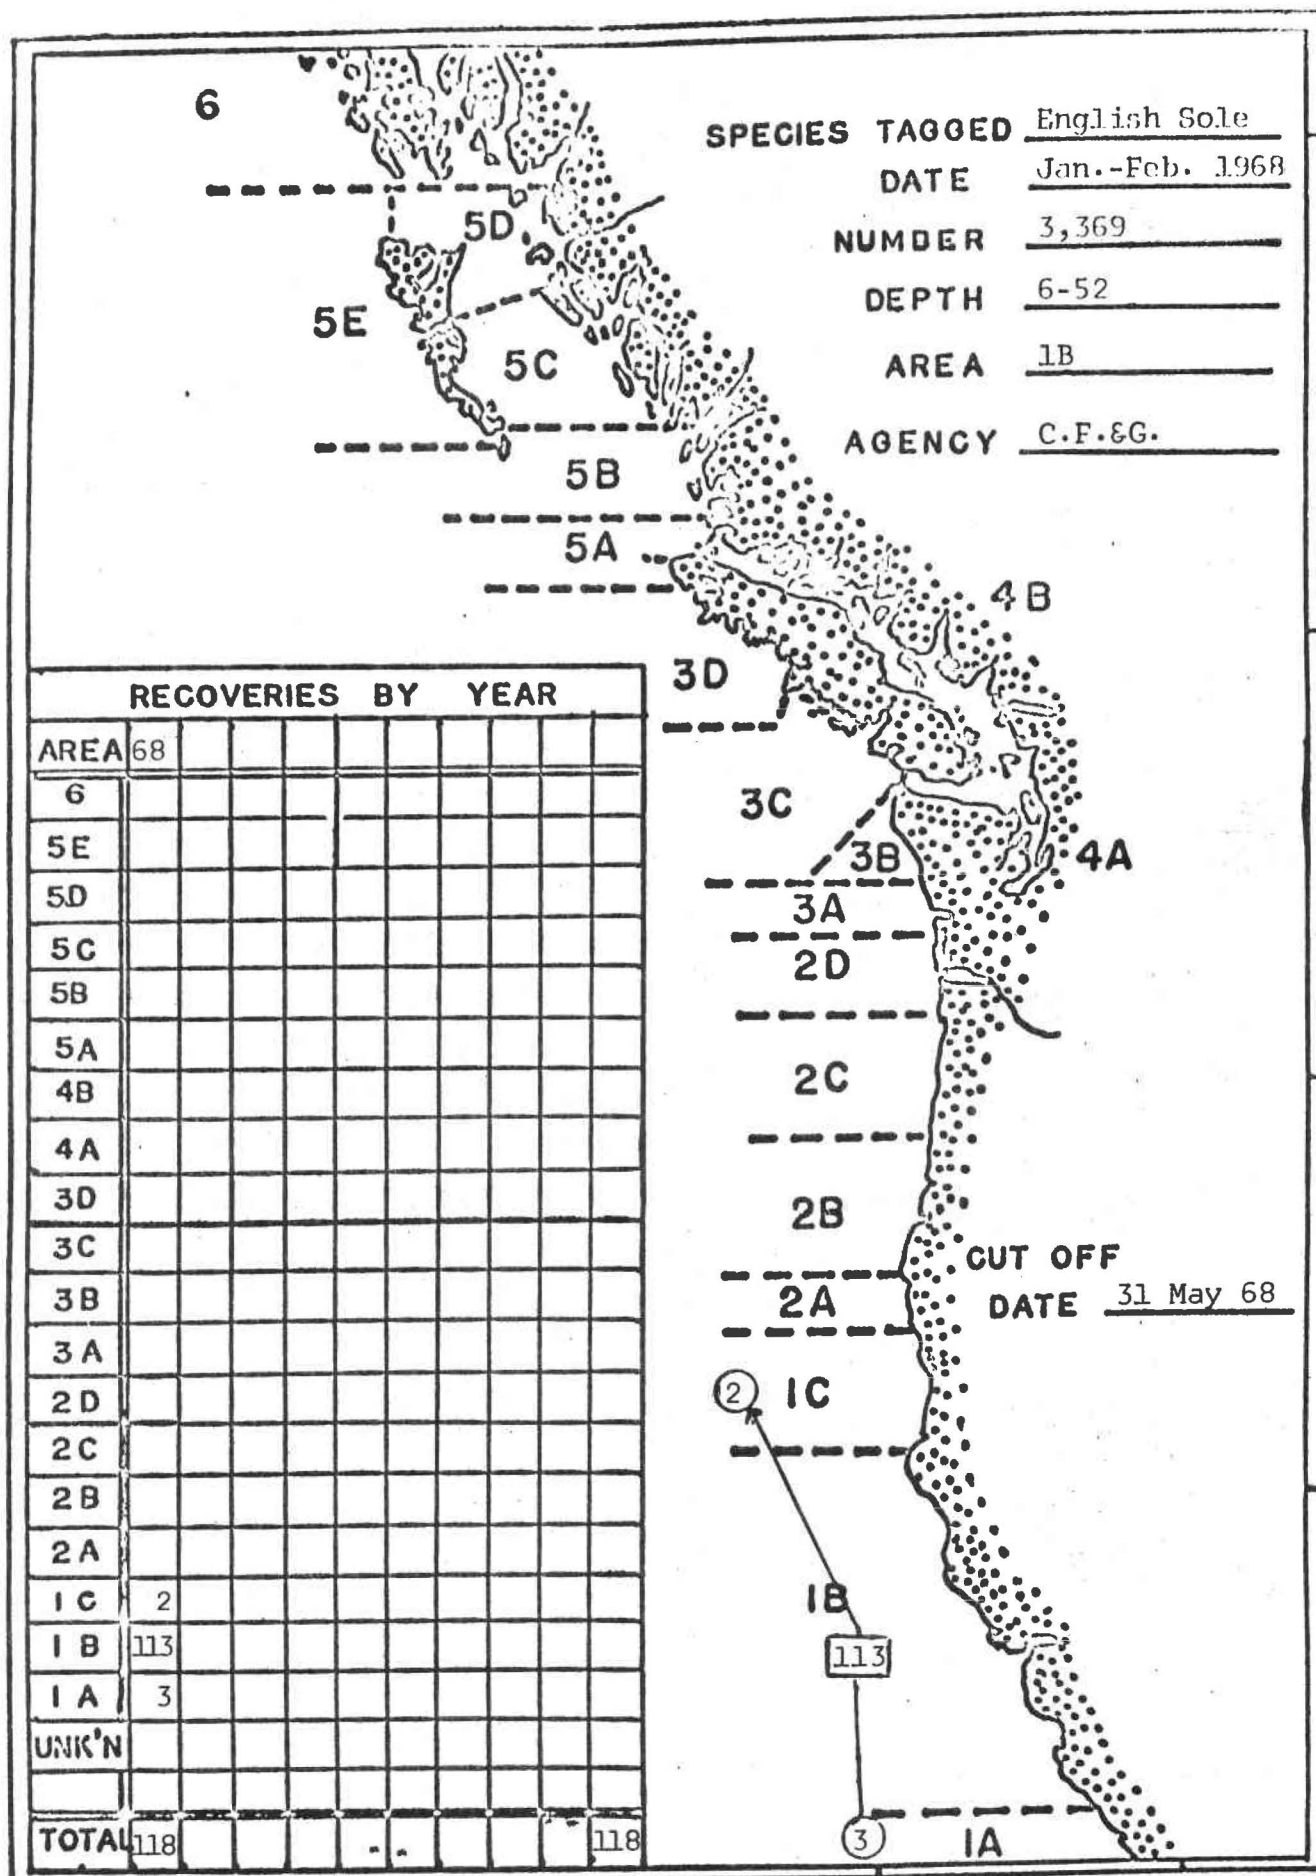 6
SPECIES TAGGED English Sole
DATE Jan.-Feb. 1968
NUMBER 3,369
DEPTH 6-52
AREA 1B
AGENCY C.F.&G.
5D
5E
5C
5B
5A
4B
3D
3C
3B
4A
3A
2D
2C
2B
2A
CUT OFF
DATE 31 May 68
2 1C
1B
113
3 1A
RECOVERIES BY YEAR
AREA 68
6
5E
5D
5C
5B
5A
4B
4A
3D
3C
3B
3A
2D
2C
2B
2A
1C 2
1B 113
1A 3
UNK'N
TOTAL 118 118